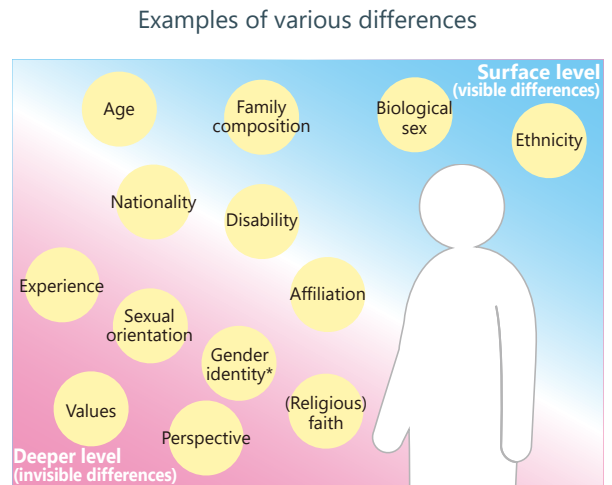 Examples of various differences
Surface level
(visible differences)
Age
Family
composition
Biological
sex
Ethnicity
Nationality
Disability
Experience
Affiliation
Sexual
orientation
Gender
identity*
Values
Perspective
(Religious)
faith
Deeper level
(invisible differences)